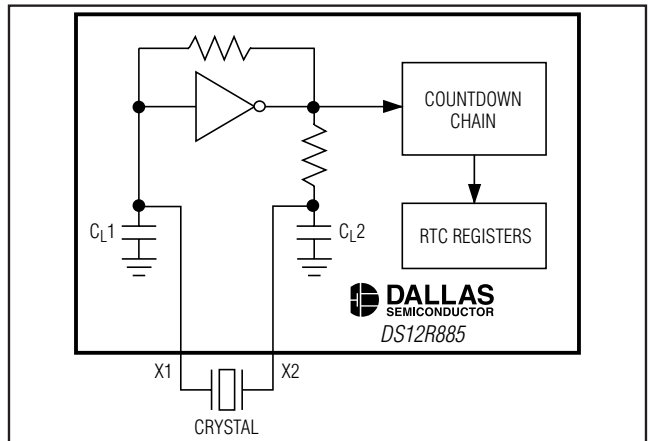 COUNTDOWN
CHAIN
CL1
CL2
RTC REGISTERS
DALLAS
SEMICONDUCTOR
DS12R885
X1
X2
CRYSTAL